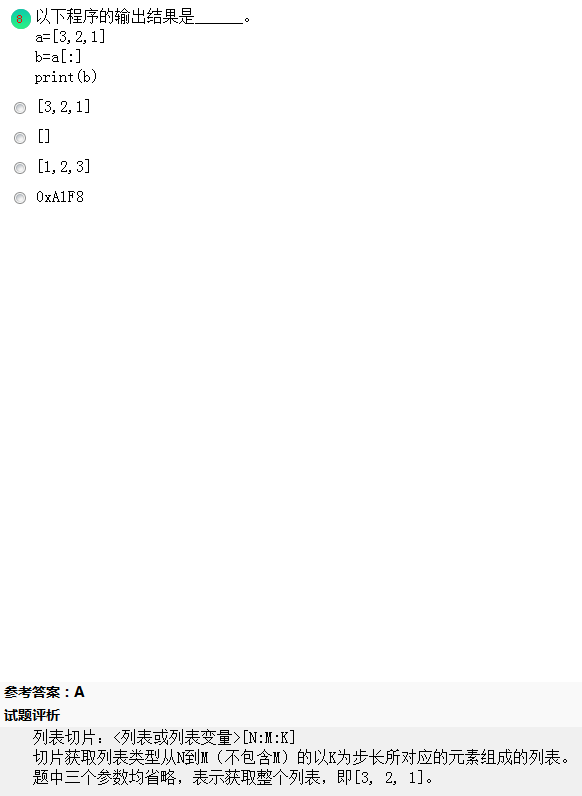 8 以下程序的输出结果是______。
a=[3,2,1]
b=a[:]
print(b)
[3,2,1]
[]
[1,2,3]
0xA1F8
参考答案：A
试题评析
列表切片：<列表或列表变量>[N:M:K]
切片获取列表类型从N到M（不包含M）的以K为步长所对应的元素组成的列表。
题中三个参数均省略，表示获取整个列表，即[3, 2, 1]。